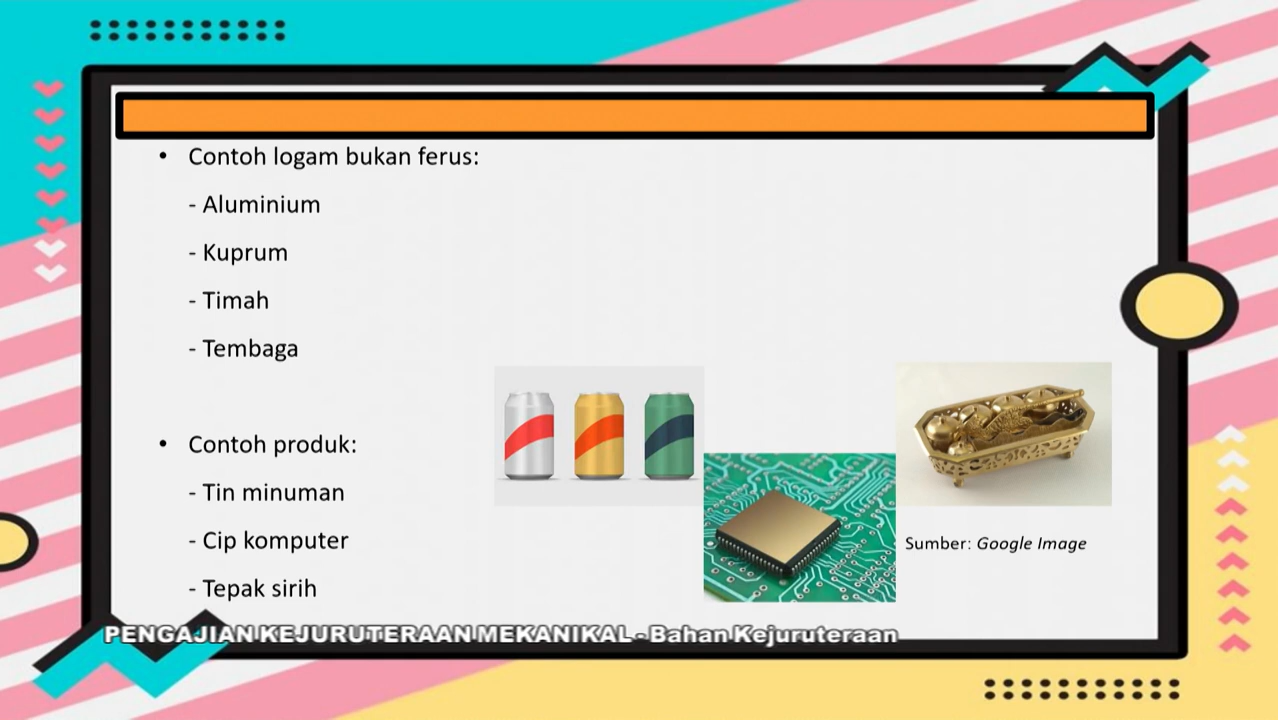 • Contoh logam bukan ferus:
- Aluminium
- Kuprum
- Timah
- Tembaga
• Contoh produk:
- Tin minuman
- Cip komputer
- Tepak sirih
Sumber: Google Image
PENGAJIAN KEJURUTERAAN MEKANIKAL - Bahan Kejuruteraan